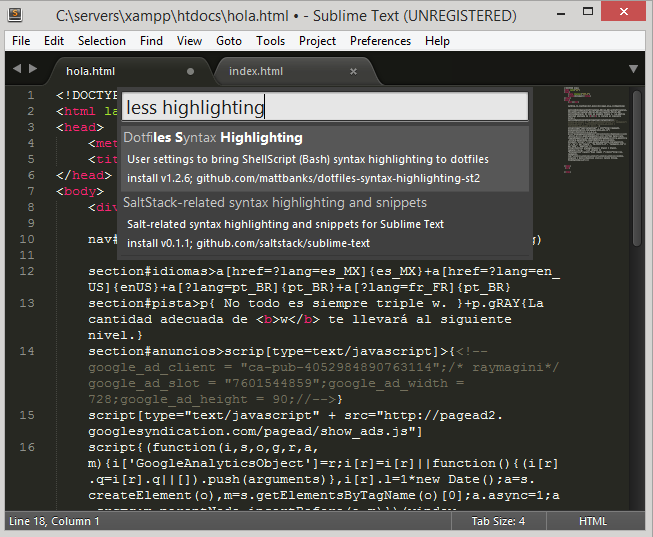 C:\servers\xampp\htdocs\hola.html • - Sublime Text (UNREGISTERED)
File Edit Selection Find View Goto Tools Project Preferences Help
hola.html index.html
less highlighting
Dotfiles Syntax Highlighting
User settings to bring ShellScript (Bash) syntax highlighting to dotfiles
install v1.2.6; github.com/mattbanks/dotfiles-syntax-highlighting-st2
SaltStack-related syntax highlighting and snippets
Salt-related syntax highlighting and snippets for Sublime Text
install v0.1.1; github.com/saltstack/sublime-text
1 <!DOCTYP
2 <html la
3 <head>
4 <met
5 <tit
6 </head>
7 <body>
8 <div
9
10 nav# g)
11
12 section#idiomas>a[href=?lang=es_MX]{es_MX}+a[href=?lang=en_
US]{enUS}+a[?lang=pt_BR]{pt_BR}+a[?lang=fr_FR]{pt_BR}
13 section#pista>p{ No todo es siempre triple w. }+p.gRAY{La
cantidad adecuada de <b>w</b> te llevará al siguiente
nivel.}
14 section#anuncios>scrip[type=text/javascript]>{<!--
google_ad_client = "ca-pub-4052984890763114";/* raymagini*/
google_ad_slot = "7601544859";google_ad_width =
728;google_ad_height = 90;//-->}
15 script[type="text/javascript" + src="http://pagead2.
googlesyndication.com/pagead/show_ads.js"]
16 script{(function(i,s,o,g,r,a,
m){i['GoogleAnalyticsObject']=r;i[r]=i[r]||function(){(i[r]
.q=i[r].q||[]).push(arguments)},i[r].l=1*new Date();a=s.
createElement(o),m=s.getElementsByTagName(o)[0];a.async=1;a
Line 18, Column 1 Tab Size: 4 HTML